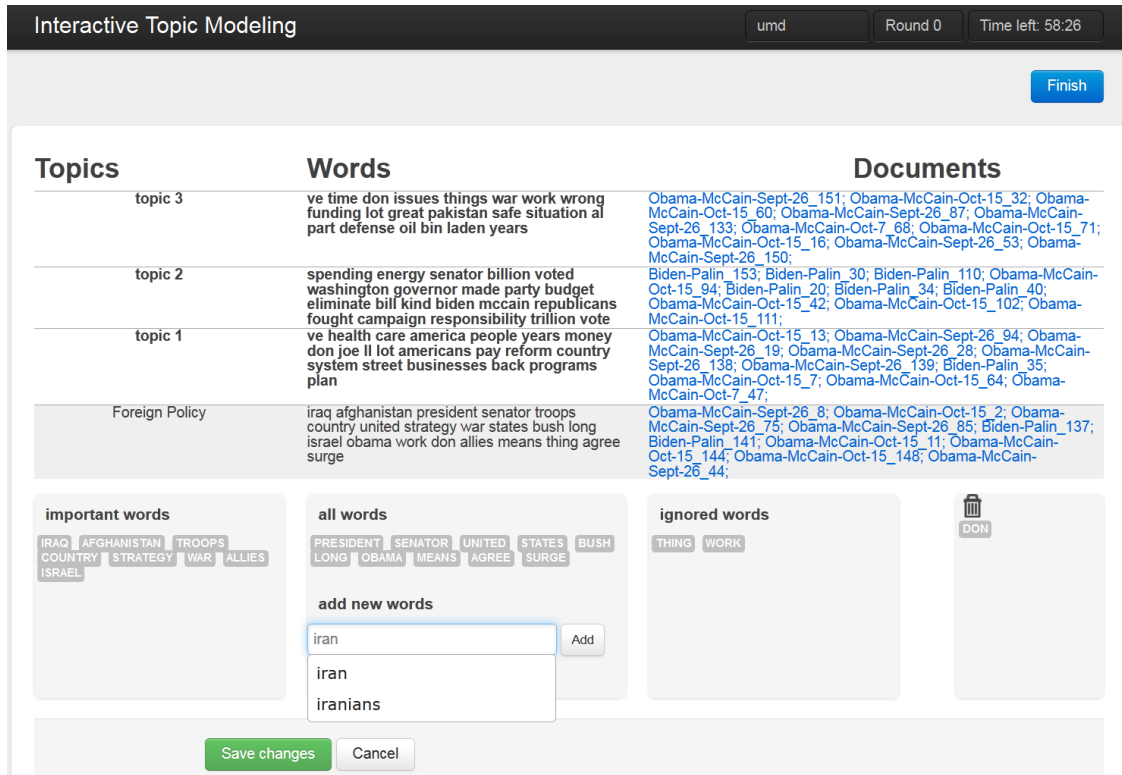 Interactive Topic Modeling
umd
Round 0
Time left: 58:26
Finish
Topics
Words
Documents
topic 3
ve time don issues things war work wrong
funding lot great pakistan safe situation al
part defense oil bin laden years
Obama-McCain-Sept-26_151; Obama-McCain-Oct-15_32; Obama-
McCain-Oct-15_60; Obama-McCain-Sept-26_87; Obama-McCain-
Sept-26_133; Obama-McCain-Oct-7_68; Obama-McCain-Oct-15_71;
Obama-McCain-Oct-15_16; Obama-McCain-Sept-26_53; Obama-
McCain-Sept-26_150;
topic 2
spending energy senator billion voted
washington governor made party budget
eliminate bill kind biden mccain republicans
fought campaign responsibility trillion vote
Biden-Palin_153; Biden-Palin_30; Biden-Palin_110; Obama-McCain-
Oct-15_94; Biden-Palin_20; Biden-Palin_34; Biden-Palin_40;
Obama-McCain-Oct-15_42; Obama-McCain-Oct-15_102; Obama-
McCain-Oct-15_111;
topic 1
ve health care america people years money
don joe ll lot americans pay reform country
system street businesses back programs
plan
Obama-McCain-Oct-15_13; Obama-McCain-Sept-26_94; Obama-
McCain-Sept-26_19; Obama-McCain-Sept-26_28; Obama-McCain-
Sept-26_138; Obama-McCain-Sept-26_139; Biden-Palin_35;
Obama-McCain-Oct-15_7; Obama-McCain-Oct-15_64; Obama-
McCain-Oct-7_47;
Foreign Policy
iraq afghanistan president senator troops
country united strategy war states bush long
israel obama work don allies means thing agree
surge
Obama-McCain-Sept-26_8; Obama-McCain-Oct-15_2; Obama-
McCain-Sept-26_75; Obama-McCain-Sept-26_85; Biden-Palin_137;
Biden-Palin_141; Obama-McCain-Oct-15_11; Obama-McCain-
Oct-15_144; Obama-McCain-Oct-15_148; Obama-McCain-
Sept-26_44;
important words
IRAQ AFGHANISTAN TROOPS
COUNTRY STRATEGY WAR ALLIES
ISRAEL
all words
PRESIDENT SENATOR UNITED STATES BUSH
LONG OBAMA MEANS AGREE SURGE
add new words
iran
Add
iran
iranians
ignored words
THING WORK
DON
Save changes
Cancel